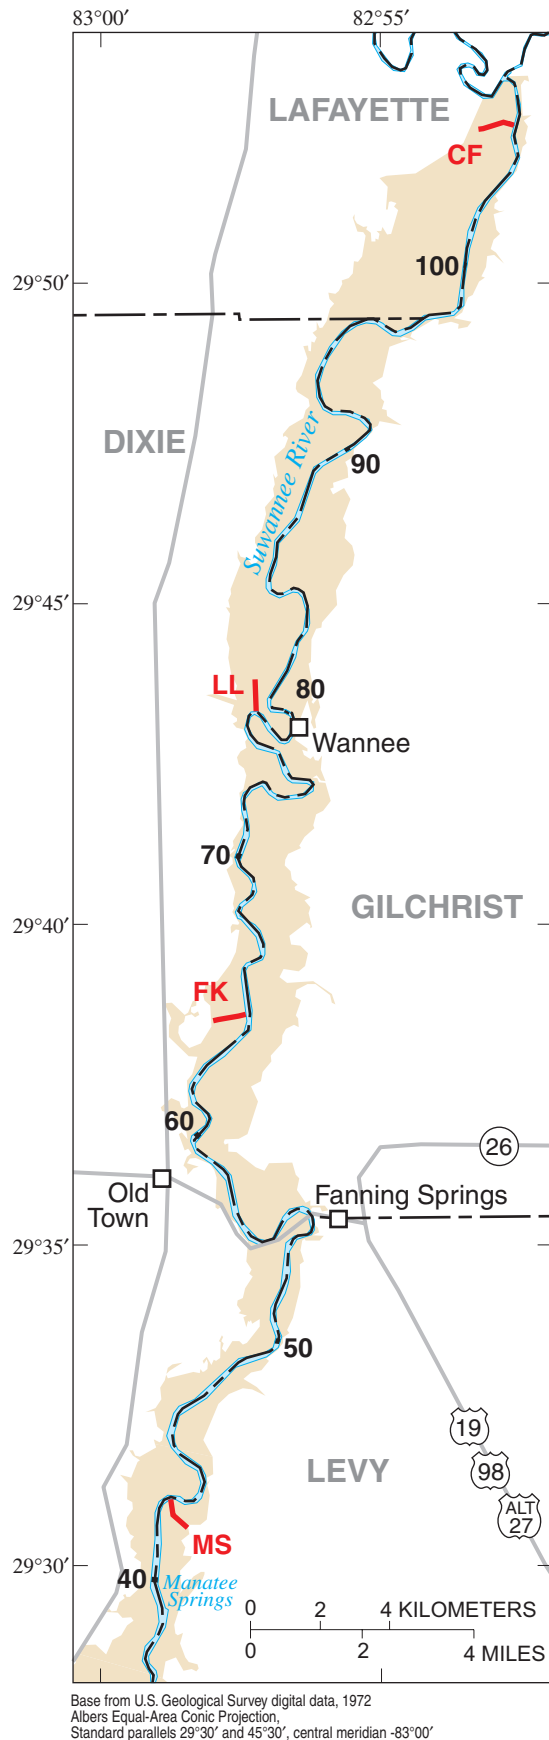 83°00′
82°55′
LAFAYETTE
CF
100
29°50′
DIXIE
Suwannee River
90
29°45′
LL
80
Wannee
70
GILCHRIST
29°40′
FK
60
26
Old
Town
Fanning Springs
29°35′
50
19
98
ALT
27
LEVY
MS
29°30′
40
Manatee
Springs
0 2 4 KILOMETERS
0 2 4 MILES
Base from U.S. Geological Survey digital data, 1972
Albers Equal-Area Conic Projection,
Standard parallels 29°30′ and 45°30′, central meridian -83°00′